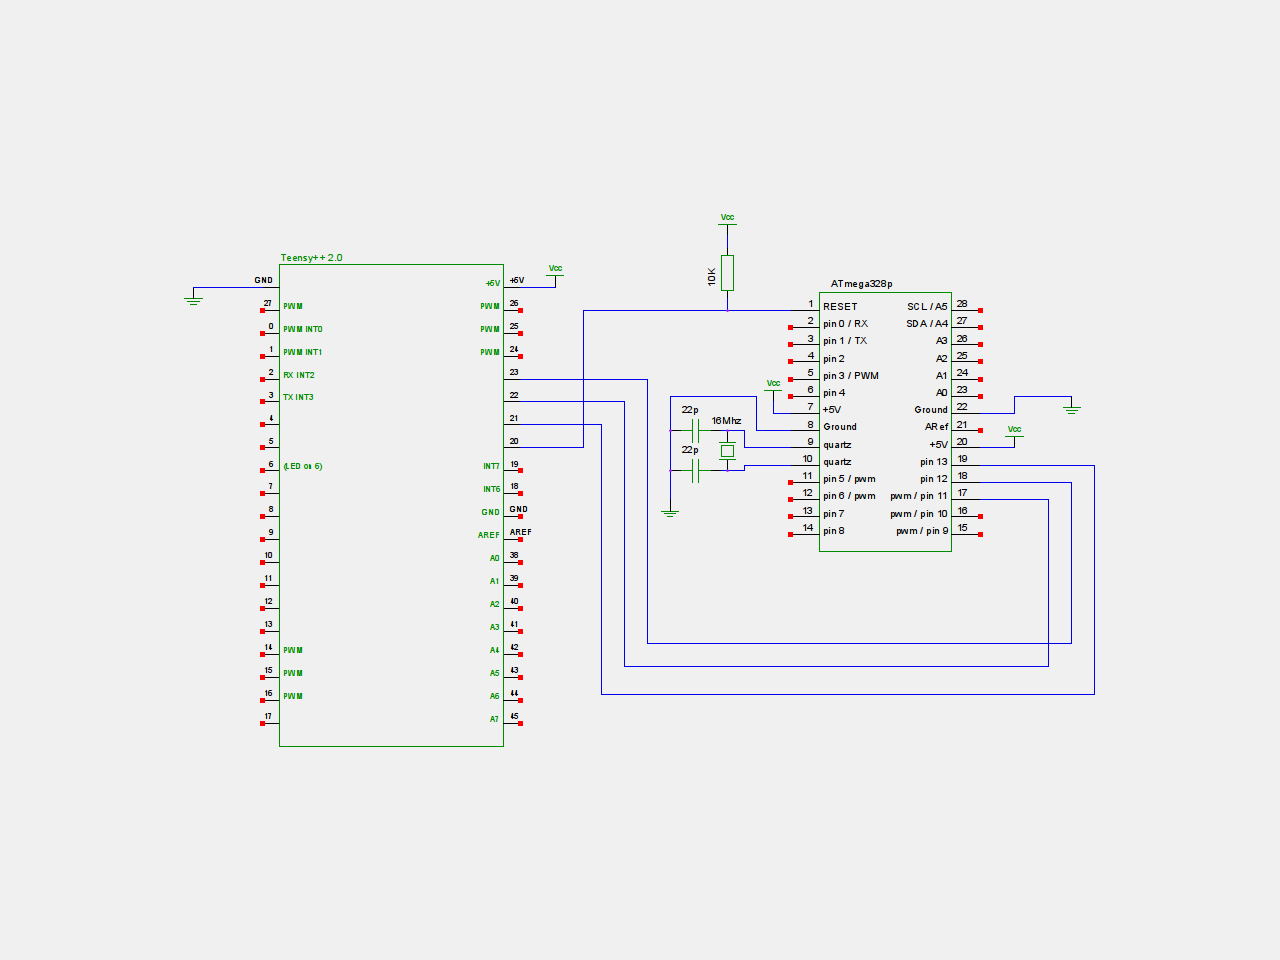 Vcc
Teensy++ 2.0
GND
+5V
+5V
Vcc
27 PWM
PWM 26
0 PWM INT0
PWM 25
1 PWM INT1
PWM 24
2 RX INT2
23
3 TX INT3
22
4
21
5
20
6 (LED on 6)
INT7 19
7
INT6 18
8
GND GND
9
AREF AREF
10
A0 38
11
A1 39
12
A2 40
13
A3 41
14 PWM
A4 42
15 PWM
A5 43
16 PWM
A6 44
17
A7 45
10K
Vcc
22p
16Mhz
22p
ATmega328p
1 RESET
SCL / A5 28
2 pin 0 / RX
SDA / A4 27
3 pin 1 / TX
A3 26
4 pin 2
A2 25
5 pin 3 / PWM
A1 24
6 pin 4
A0 23
7 +5V
Ground 22
8 Ground
ARef 21
9 quartz
+5V 20
10 quartz
pin 13 19
11 pin 5 / pwm
pin 12 18
12 pin 6 / pwm
pwm / pin 11 17
13 pin 7
pwm / pin 10 16
14 pin 8
pwm / pin 9 15
Vcc